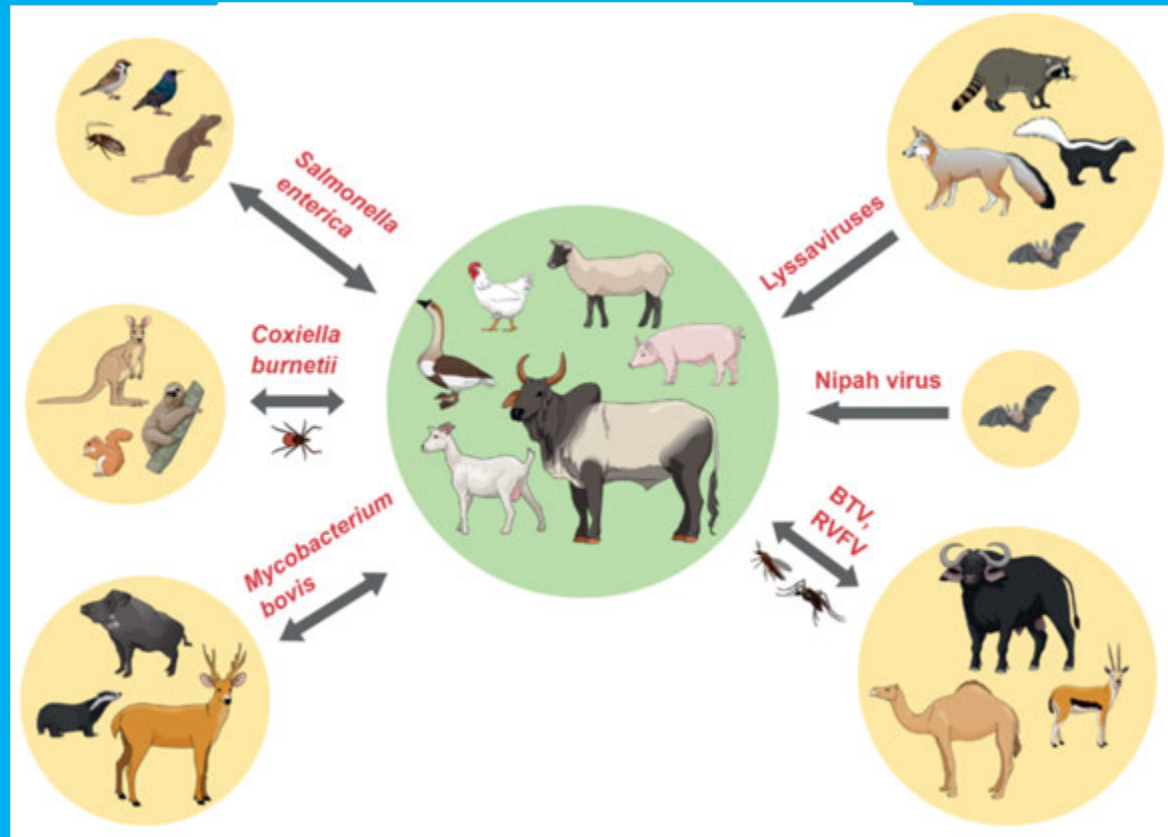 Salmonella
enterica
Lyssaviruses
Coxiella
burnetii
Nipah virus
Mycobacterium
bovis
BTV,
RVFV